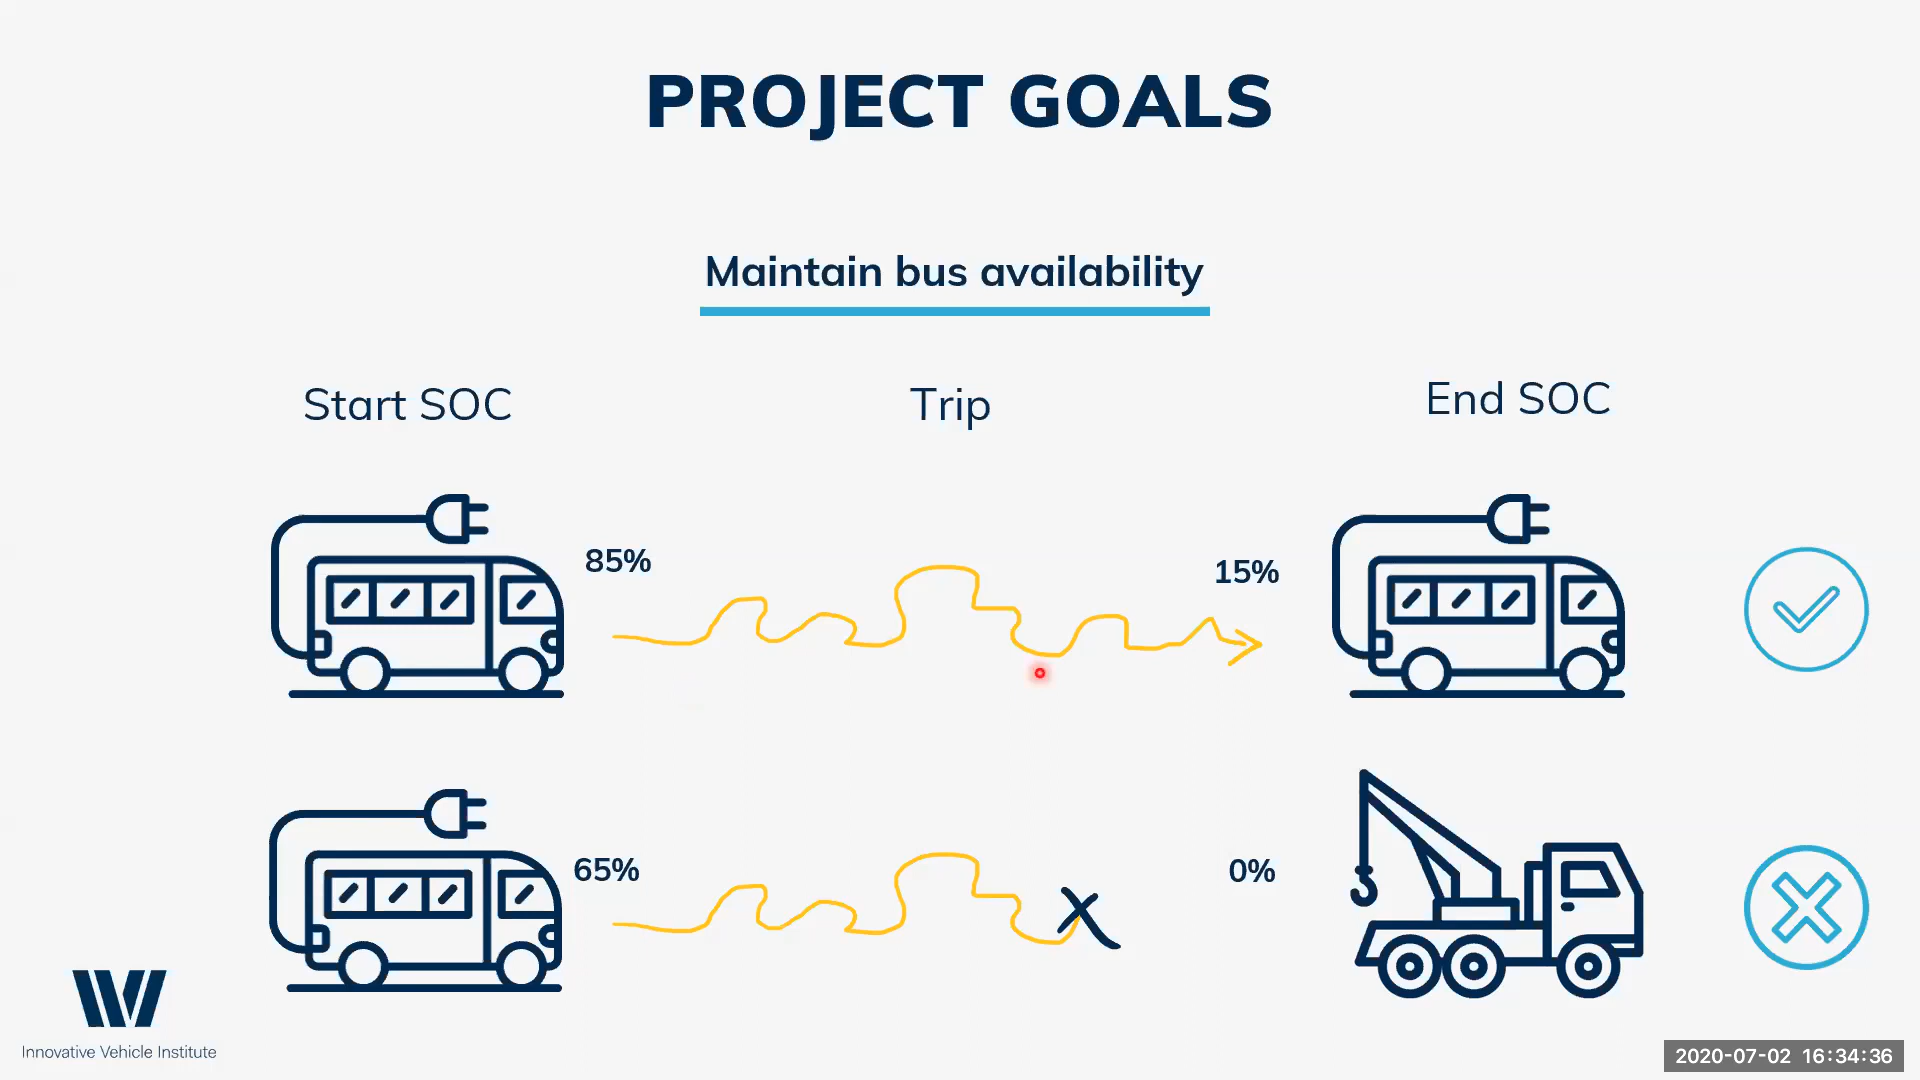 PROJECT GOALS
Maintain bus availability
Start SOC
Trip
End SOC
85%
15%
65%
0%
Innovative Vehicle Institute
2020-07-02 16:34:36